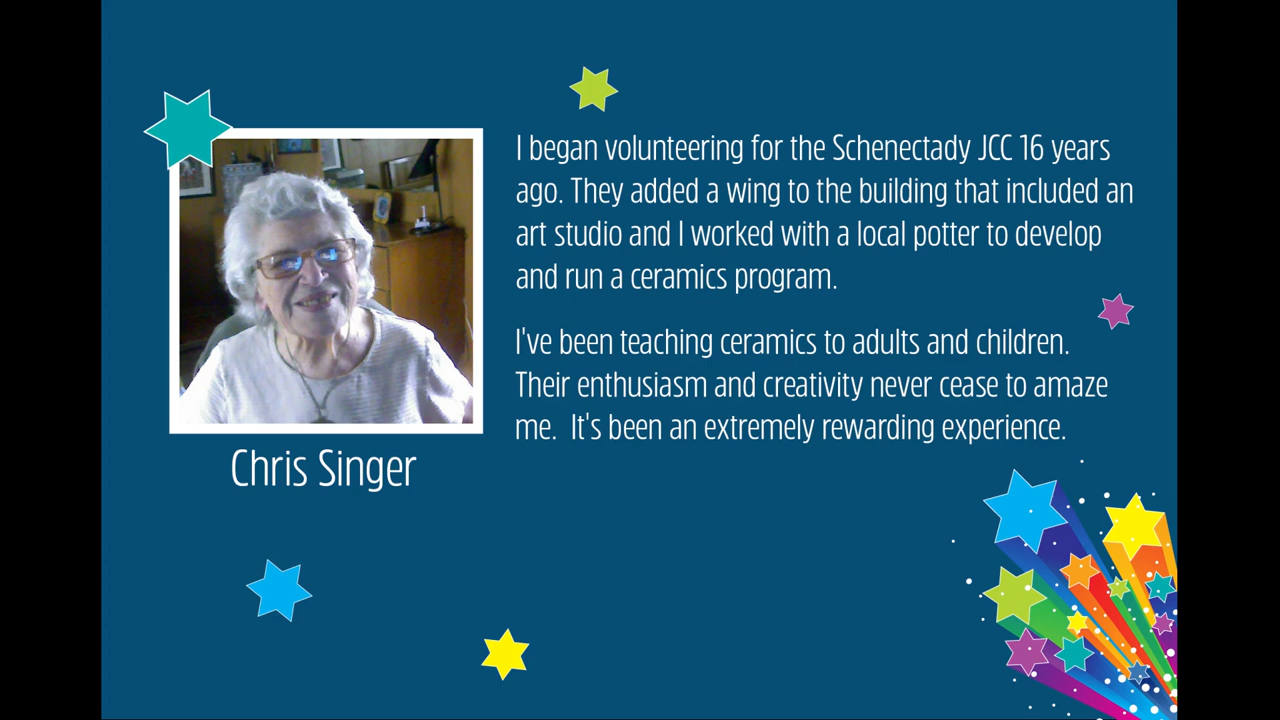 I began volunteering for the Schenectady JCC 16 years
ago. They added a wing to the building that included an
art studio and I worked with a local potter to develop
and run a ceramics program.
I've been teaching ceramics to adults and children.
Their enthusiasm and creativity never cease to amaze
me.  It's been an extremely rewarding experience.
Chris Singer